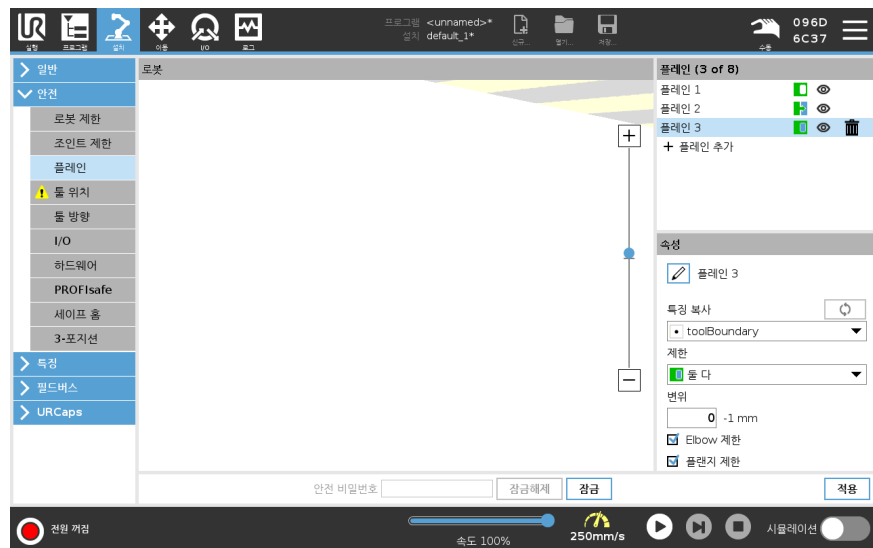 프로그램 <unnamed>*
설치 default_1*
실행
프로그램
설치
이동
I/O
로그
신규...
열기...
저장...
수동
096D
6C37
일반
안전
로봇 제한
조인트 제한
플레인
툴 위치
툴 방향
I/O
하드웨어
PROFIsafe
세이프 홈
3-포지션
특징
필드버스
URCaps
로봇
플레인 (3 of 8)
플레인 1
플레인 2
플레인 3
플레인 추가
속성
플레인 3
특징 복사
toolBoundary
제한
둘 다
변위
0 -1 mm
Elbow 제한
플랜지 제한
안전 비밀번호
잠금해제
잠금
적용
전원 꺼짐
속도 100%
250mm/s
시뮬레이션